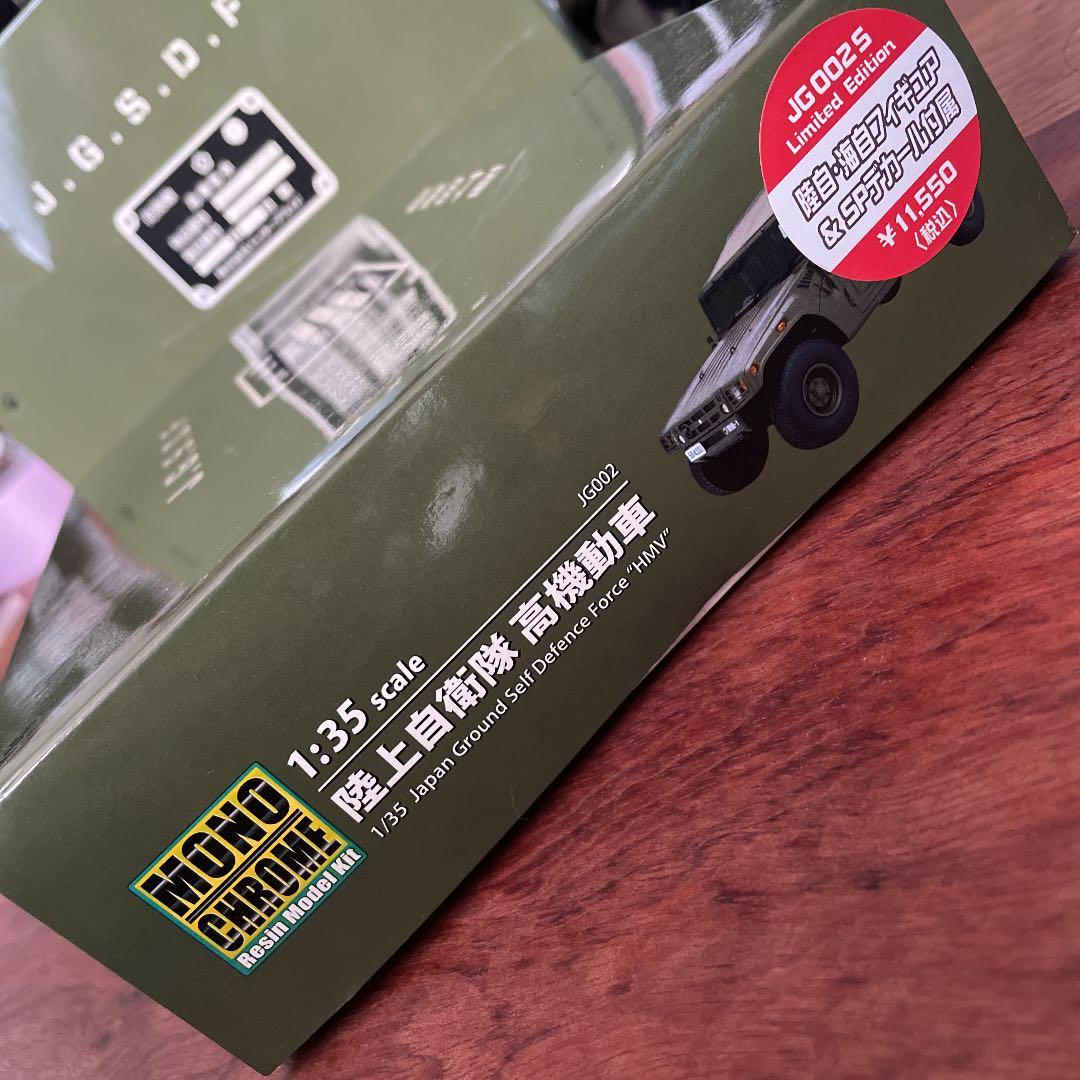 J.G.S.D.F
JG002S
Limited Edition
陸自・海自フィギュア
&SPデカール付属
¥11,550
〈税込〉
JG002
1:35 scale
陸上自衛隊 高機動車
1/35 Japan Ground Self Defence Force "HMV"
MONO
CHROME
Resin Model Kit